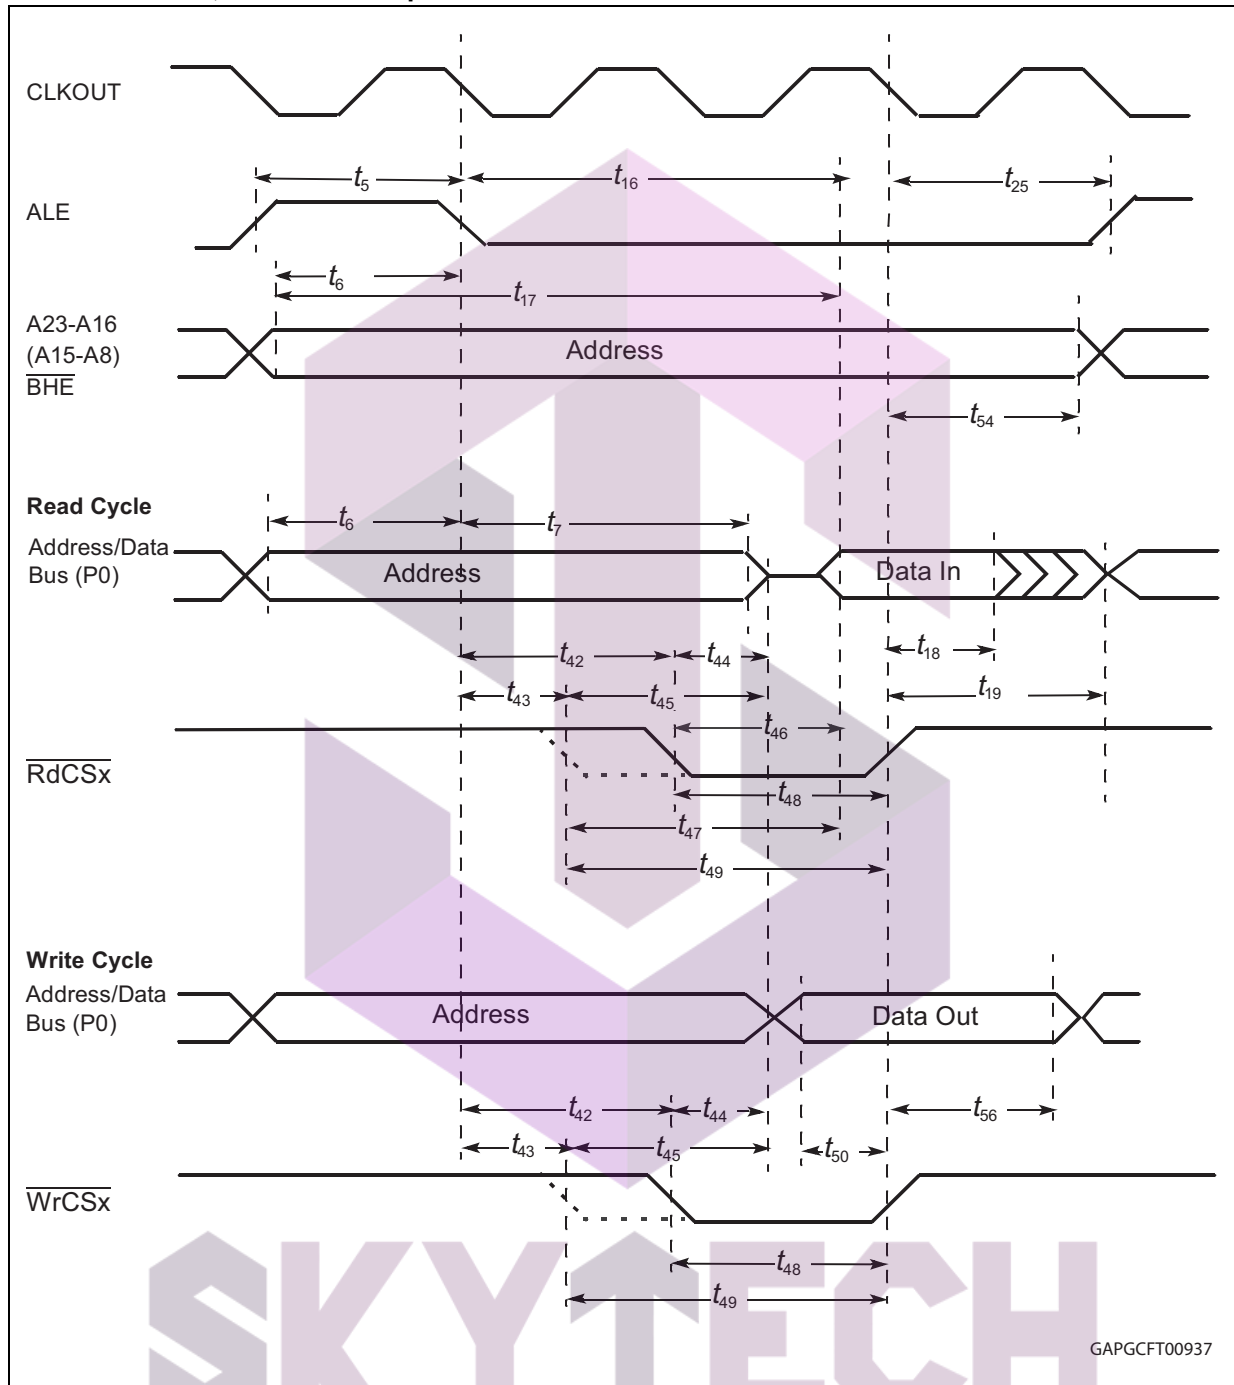 CLKOUT
t5
t16
t25
ALE
t6
t17
A23-A16
(A15-A8)
BHE
Address
t54
Read Cycle
Address/Data
Bus (P0)
t6
t7
Address
Data In
t18
t42
t44
t19
t43
t45
t46
RdCSx
t48
t47
t49
Write Cycle
Address/Data
Bus (P0)
Address
Data Out
t42
t44
t56
t43
t45
t50
WrCSx
t48
t49
GAPGCFT00937
SKYTECH